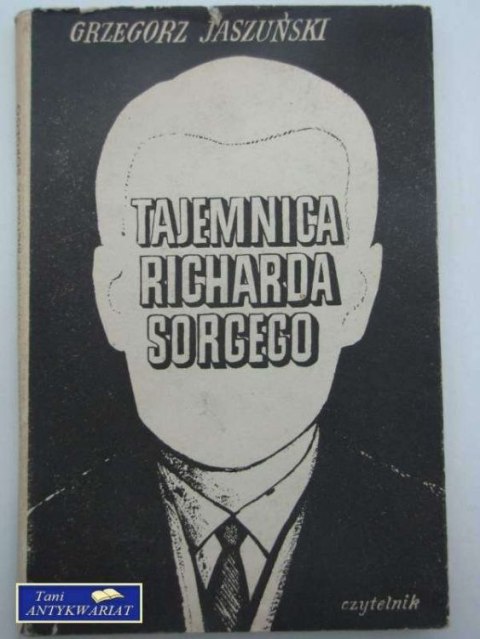 GRZEGORZ JASZUŃSKI
TAJEMNICA
RICHARDA
SORGEGO
czytelnik
Tani
ANTYKWARIAT